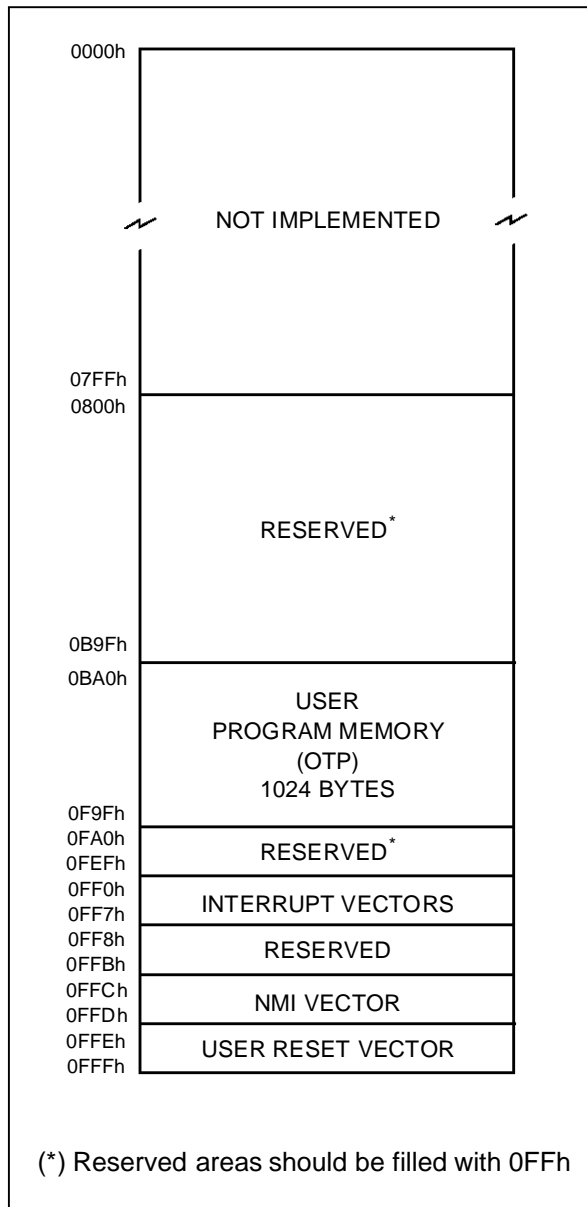 0000h
NOT IMPLEMENTED
07FFh
0800h
RESERVED*
0B9Fh
0BA0h
USER
PROGRAM MEMORY
(OTP)
1024 BYTES
0F9Fh
0FA0h
RESERVED*
0FEFh
0FF0h
INTERRUPT VECTORS
0FF7h
0FF8h
RESERVED
0FFBh
0FFCh
NMI VECTOR
0FFDh
0FFEh
USER RESET VECTOR
0FFFh
(*) Reserved areas should be filled with 0FFh